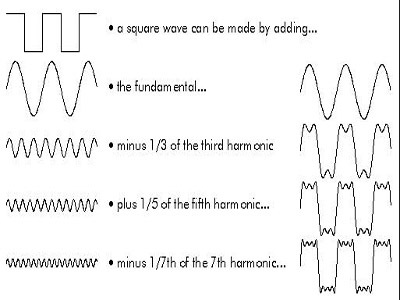 • a square wave can be made by adding...
• the fundamental...
• minus 1/3 of the third harmonic
• plus 1/5 of the fifth harmonic...
• minus 1/7th of the 7th harmonic...